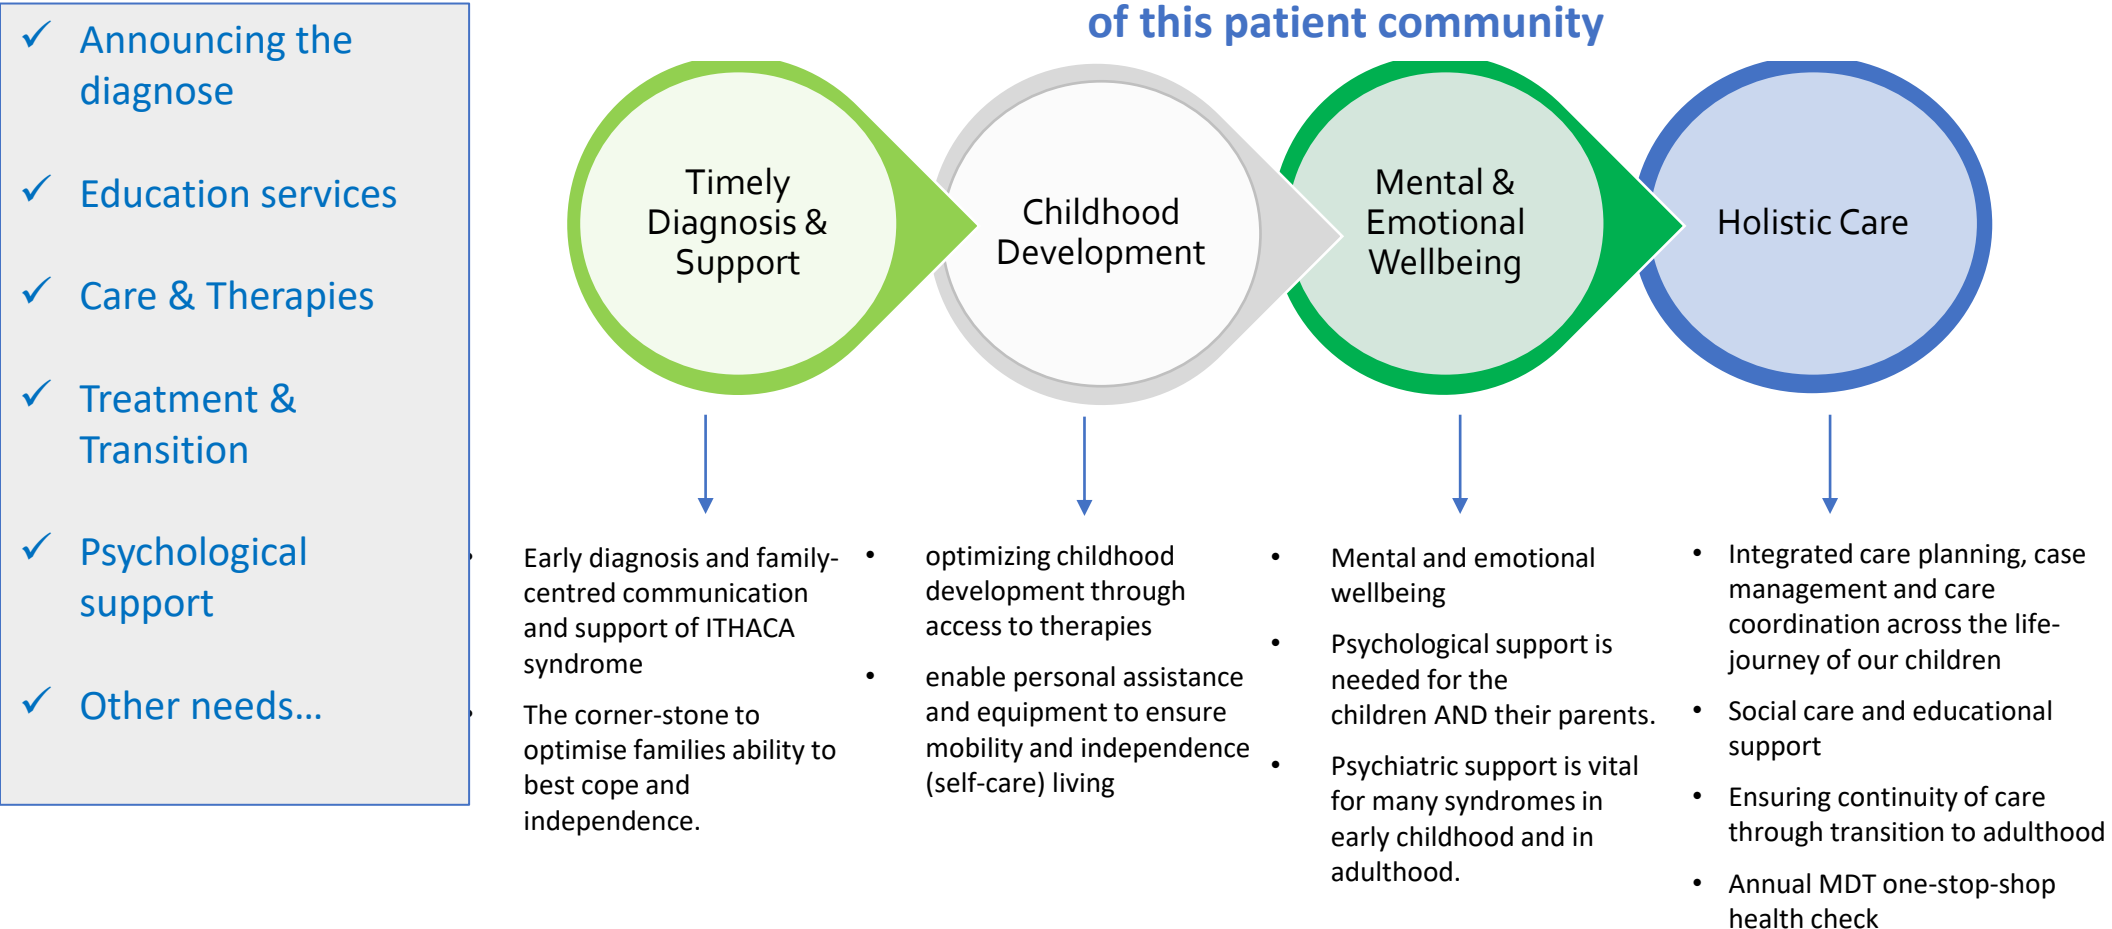 of this patient community
✓ Announcing the
diagnose
✓ Education services
✓ Care & Therapies
✓ Treatment &
Transition
✓ Psychological
support
✓ Other needs...
Timely
Diagnosis &
Support
Childhood
Development
Mental &
Emotional
Wellbeing
Holistic Care
• Early diagnosis and family-
centred communication
and support of ITHACA
syndrome
• The corner-stone to
optimise families ability to
best cope and
independence.
• optimizing childhood
development through
access to therapies
• enable personal assistance
and equipment to ensure
mobility and independence
(self-care) living
• Mental and emotional
wellbeing
• Psychological support is
needed for the
children AND their parents.
• Psychiatric support is vital
for many syndromes in
early childhood and in
adulthood.
• Integrated care planning, case
management and care
coordination across the life-
journey of our children
• Social care and educational
support
• Ensuring continuity of care
through transition to adulthood
• Annual MDT one-stop-shop
health check